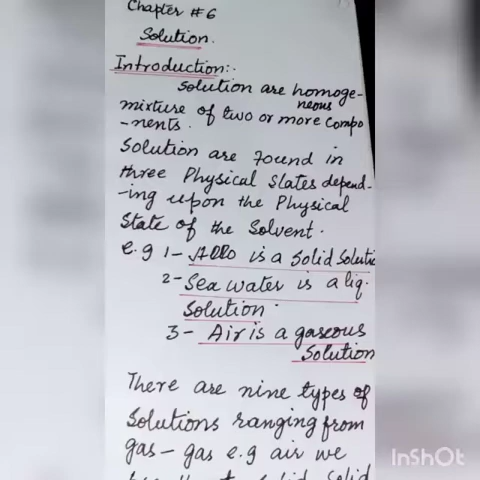 Chapter #6
Solution.
Introduction:-
Solution are homoge-
neous
mixture of two or more compo
-nents.
Solution are found in
three Physical States depend-
-ing upon the Physical
State of the Solvent.
e.g 1- is a Solid Soluti
2- Sea water is a liq.
Solution.
3- Air is a gaseous
Solution
There are nine types of
Solutions ranging from
gas - gas e.g air we
solid solid
InShOt